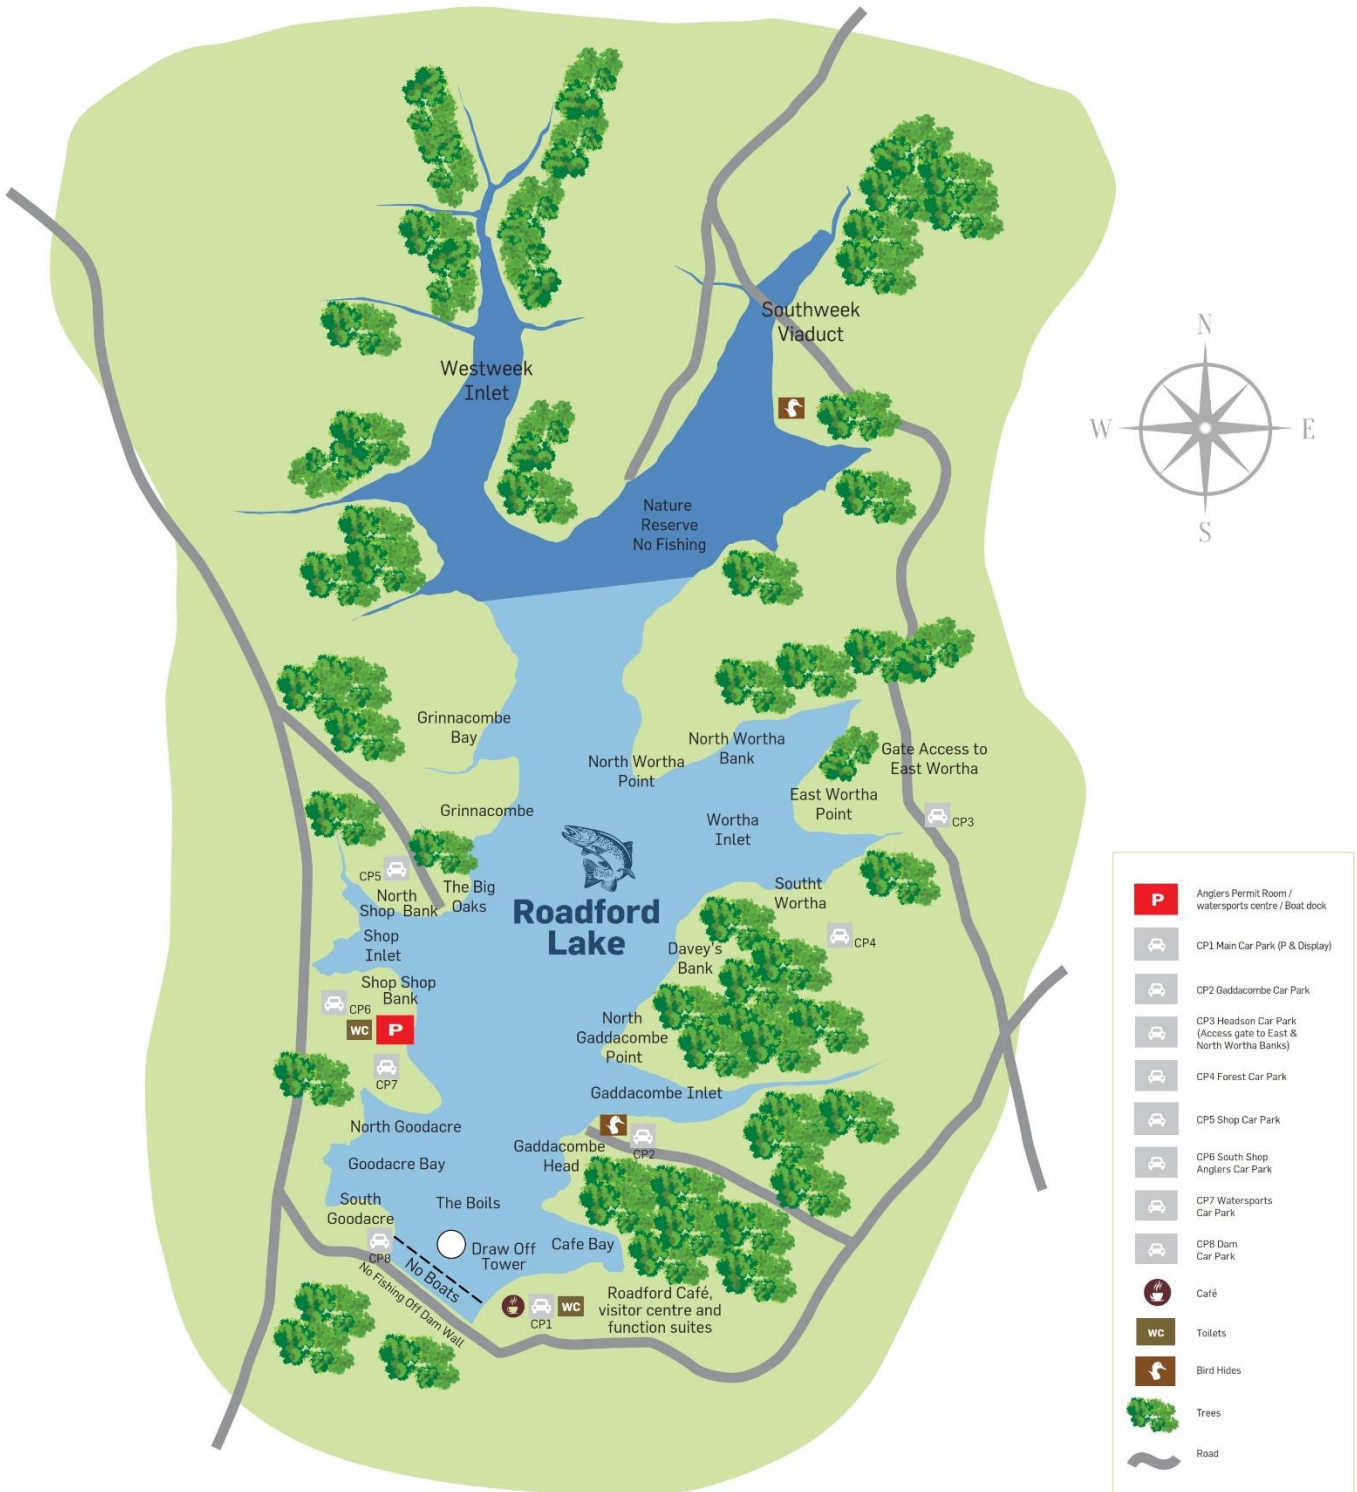 Southweek
Viaduct
Westweek
Inlet
N
W
E
S
Nature
Reserve
No Fishing
Grinnacombe
Bay
North Wortha
Bank
North Wortha
Point
Gate Access to
East Wortha
East Wortha
Point
CP3
Grinnacombe
Wortha
Inlet
CP5
North
Shop Bank
The Big
Oaks
Southt
Wortha
CP4
Roadford
Lake
Shop
Inlet
Davey's
Bank
Shop Shop
Bank
CP6
WC
P
CP7
North
Gaddacombe
Point
Gaddacombe Inlet
North Goodacre
Gaddacombe
Head
CP2
Goodacre Bay
South
Goodacre
The Boils
CP8
Draw Off
Tower
Cafe Bay
No Boats
No Fishing Off Dam Wall
CP1
WC
Roadford Café,
visitor centre and
function suites
P
Anglers Permit Room /
watersports centre / Boat dock
CP1 Main Car Park (P & Display)
CP2 Gaddacombe Car Park
CP3 Headson Car Park
(Access gate to East &
North Wortha Banks)
CP4 Forest Car Park
CP5 Shop Car Park
CP6 South Shop
Anglers Car Park
CP7 Watersports
Car Park
CP8 Dam
Car Park
Café
WC
Toilets
Bird Hides
Trees
Road